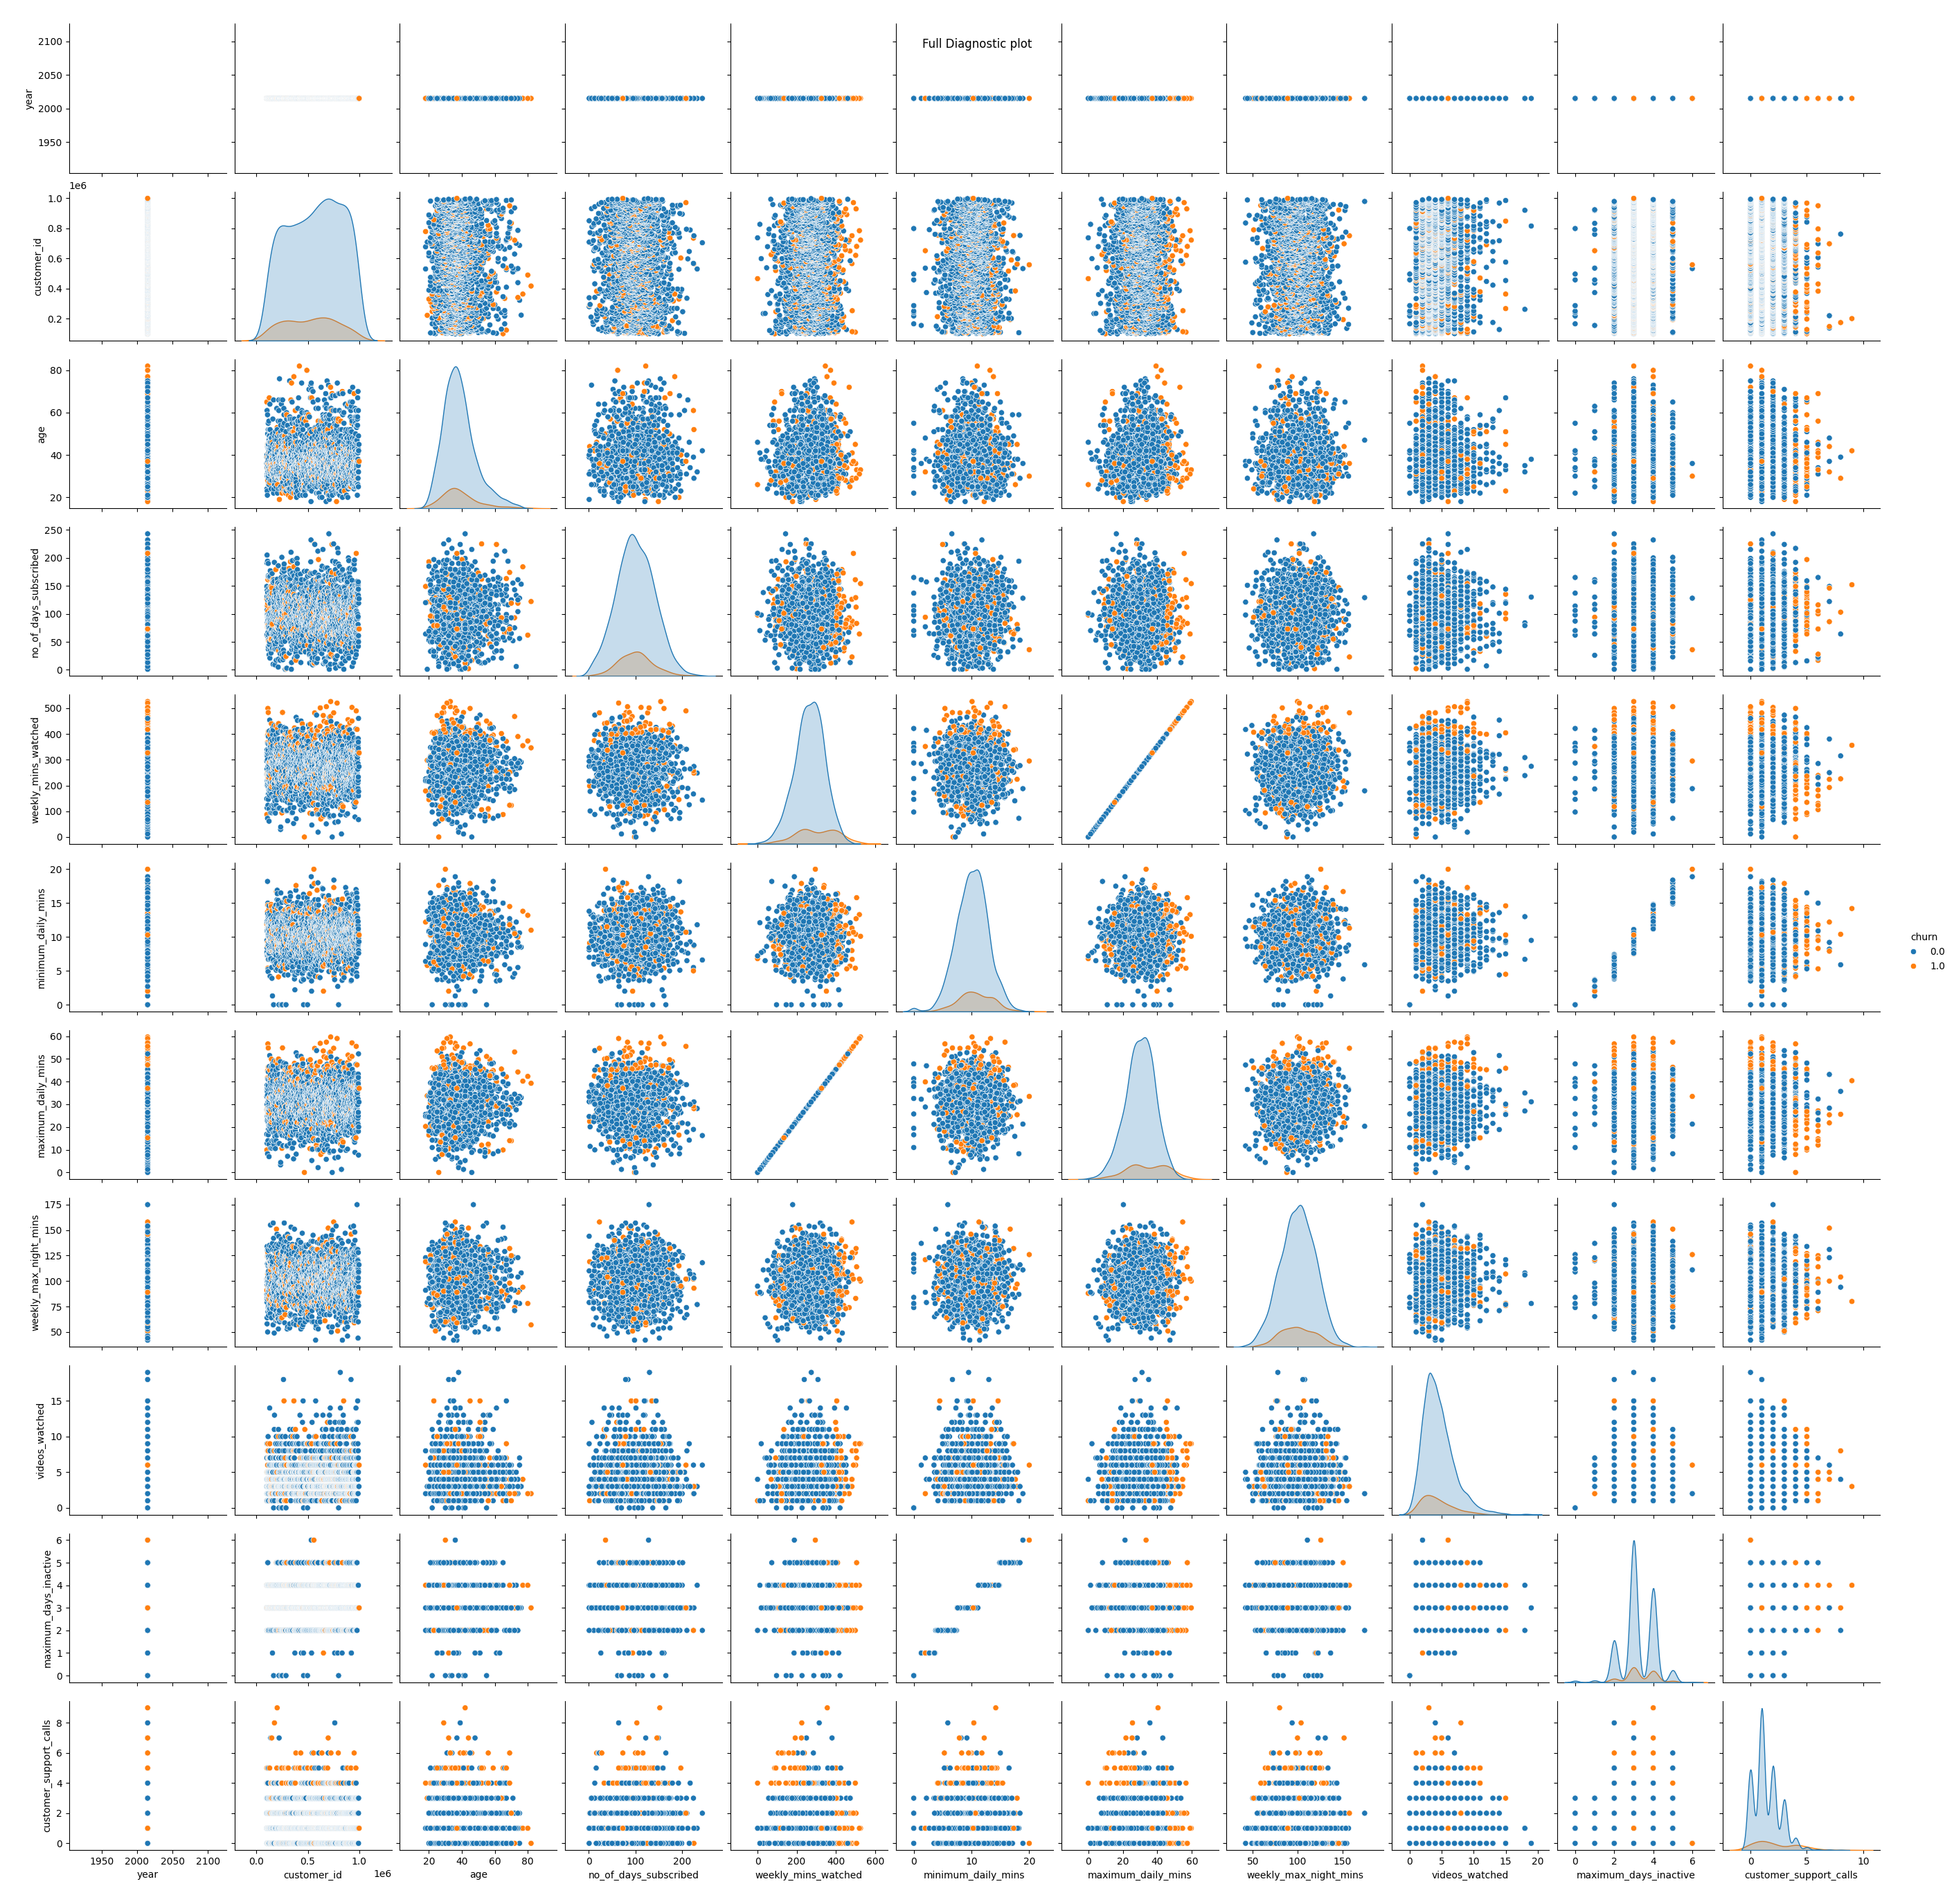 Full Diagnostic plot
2100
2050
2000
1950
year
1e6
1.0
0.8
0.6
0.4
0.2
customer_id
80
60
40
20
age
250
200
150
100
50
0
no_of_days_subscribed
500
400
300
200
100
0
weekly_mins_watched
20
15
10
5
0
minimum_daily_mins
churn
0.0
1.0
60
50
40
30
20
10
0
maximum_daily_mins
175
150
125
100
75
50
weekly_max_night_mins
15
10
5
0
videos_watched
6
5
4
3
2
1
0
maximum_days_inactive
8
6
4
2
0
customer_support_calls
1950 2000 2050 2100
year
0.0 0.5 1.0
customer_id 1e6
20 40 60 80
age
0 100 200
no_of_days_subscribed
0 200 400 600
weekly_mins_watched
0 10 20
minimum_daily_mins
0 20 40 60
maximum_daily_mins
50 100 150
weekly_max_night_mins
0 5 10 15 20
videos_watched
0 2 4 6
maximum_days_inactive
0 5 10
customer_support_calls